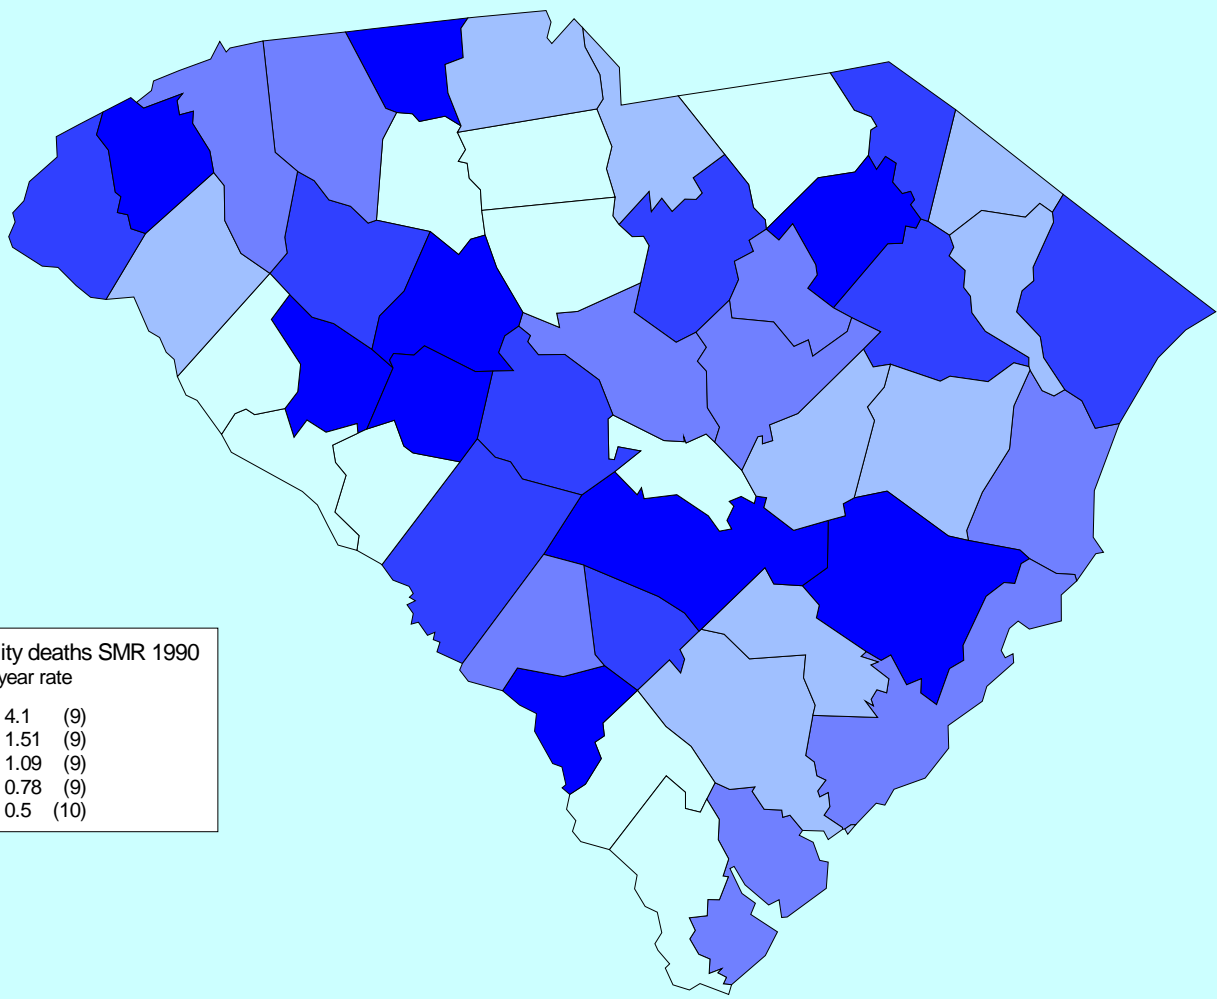 ity deaths SMR 1990
year rate
4.1 (9)
1.51 (9)
1.09 (9)
0.78 (9)
0.5 (10)